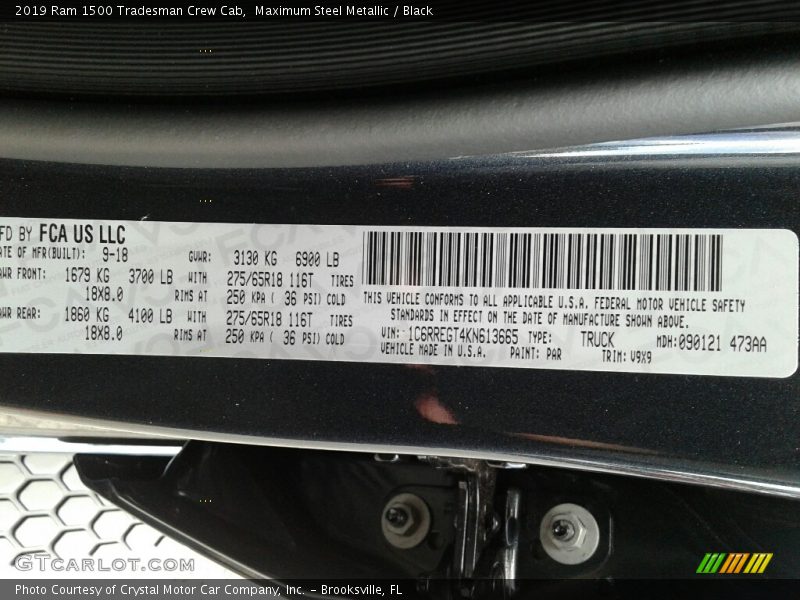 2019 Ram 1500 Tradesman Crew Cab,  Maximum Steel Metallic / Black
FD BY FCA US LLC
ATE OF MFR(BUILT): 9-18 GVWR: 3130 KG 6900 LB
AWR FRONT: 1679 KG 3700 LB WITH 275/65R18 116T TIRES
18X8.0 RIMS AT 250 KPA ( 36 PSI) COLD
AWR REAR: 1860 KG 4100 LB WITH 275/65R18 116T TIRES
18X8.0 RIMS AT 250 KPA ( 36 PSI) COLD
THIS VEHICLE CONFORMS TO ALL APPLICABLE U.S.A. FEDERAL MOTOR VEHICLE SAFETY
STANDARDS IN EFFECT ON THE DATE OF MANUFACTURE SHOWN ABOVE.
VIN: 1C6RREGT4KN613665 TYPE: TRUCK MDH:090121 473AA
VEHICLE MADE IN U.S.A. PAINT: PAR TRIM: V9X9
GTCARLOT.COM
Photo Courtesy of Crystal Motor Car Company, Inc. – Brooksville, FL